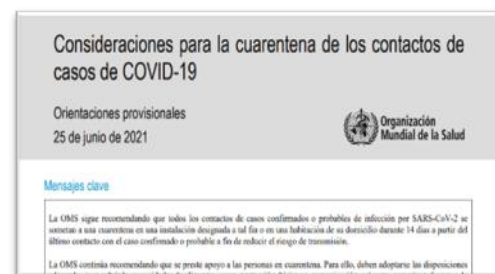 Consideraciones para la cuarentena de los contactos de
casos de COVID-19
Orientaciones provisionales
25 de junio de 2021
Organización
Mundial de la Salud
Mensajes clave
La OMS sigue recomendando que todos los contactos de casos confirmados o probables de infección por SARS-CoV-2 se
sometan a una cuarentena en una instalación designada a tal fin o en una habitación de su domicilio durante 14 días a partir del
último contacto con el caso confirmado o probable a fin de reducir el riesgo de transmisión.
La OMS continúa recomendando que se preste apoyo a las personas en cuarentena. Para ello, deben adoptarse las disposiciones